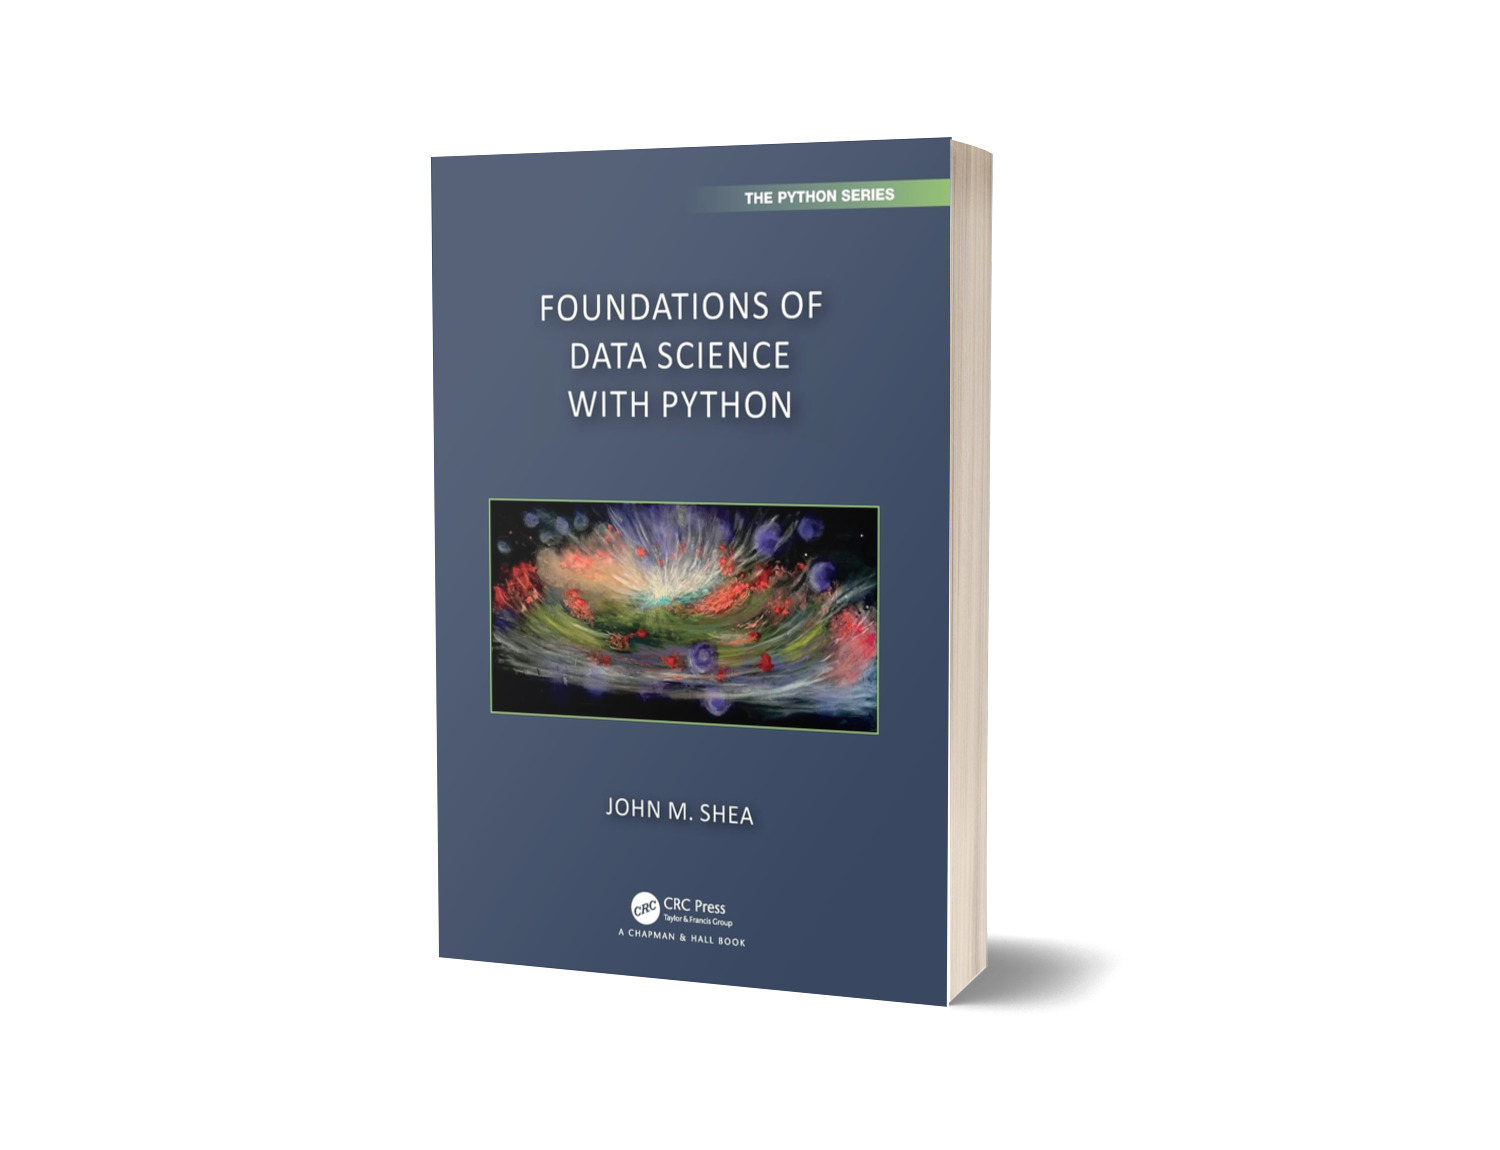 THE PYTHON SERIES
FOUNDATIONS OF
DATA SCIENCE
WITH PYTHON
JOHN M. SHEA
CRC CRC Press
Taylor & Francis Group
A CHAPMAN & HALL BOOK